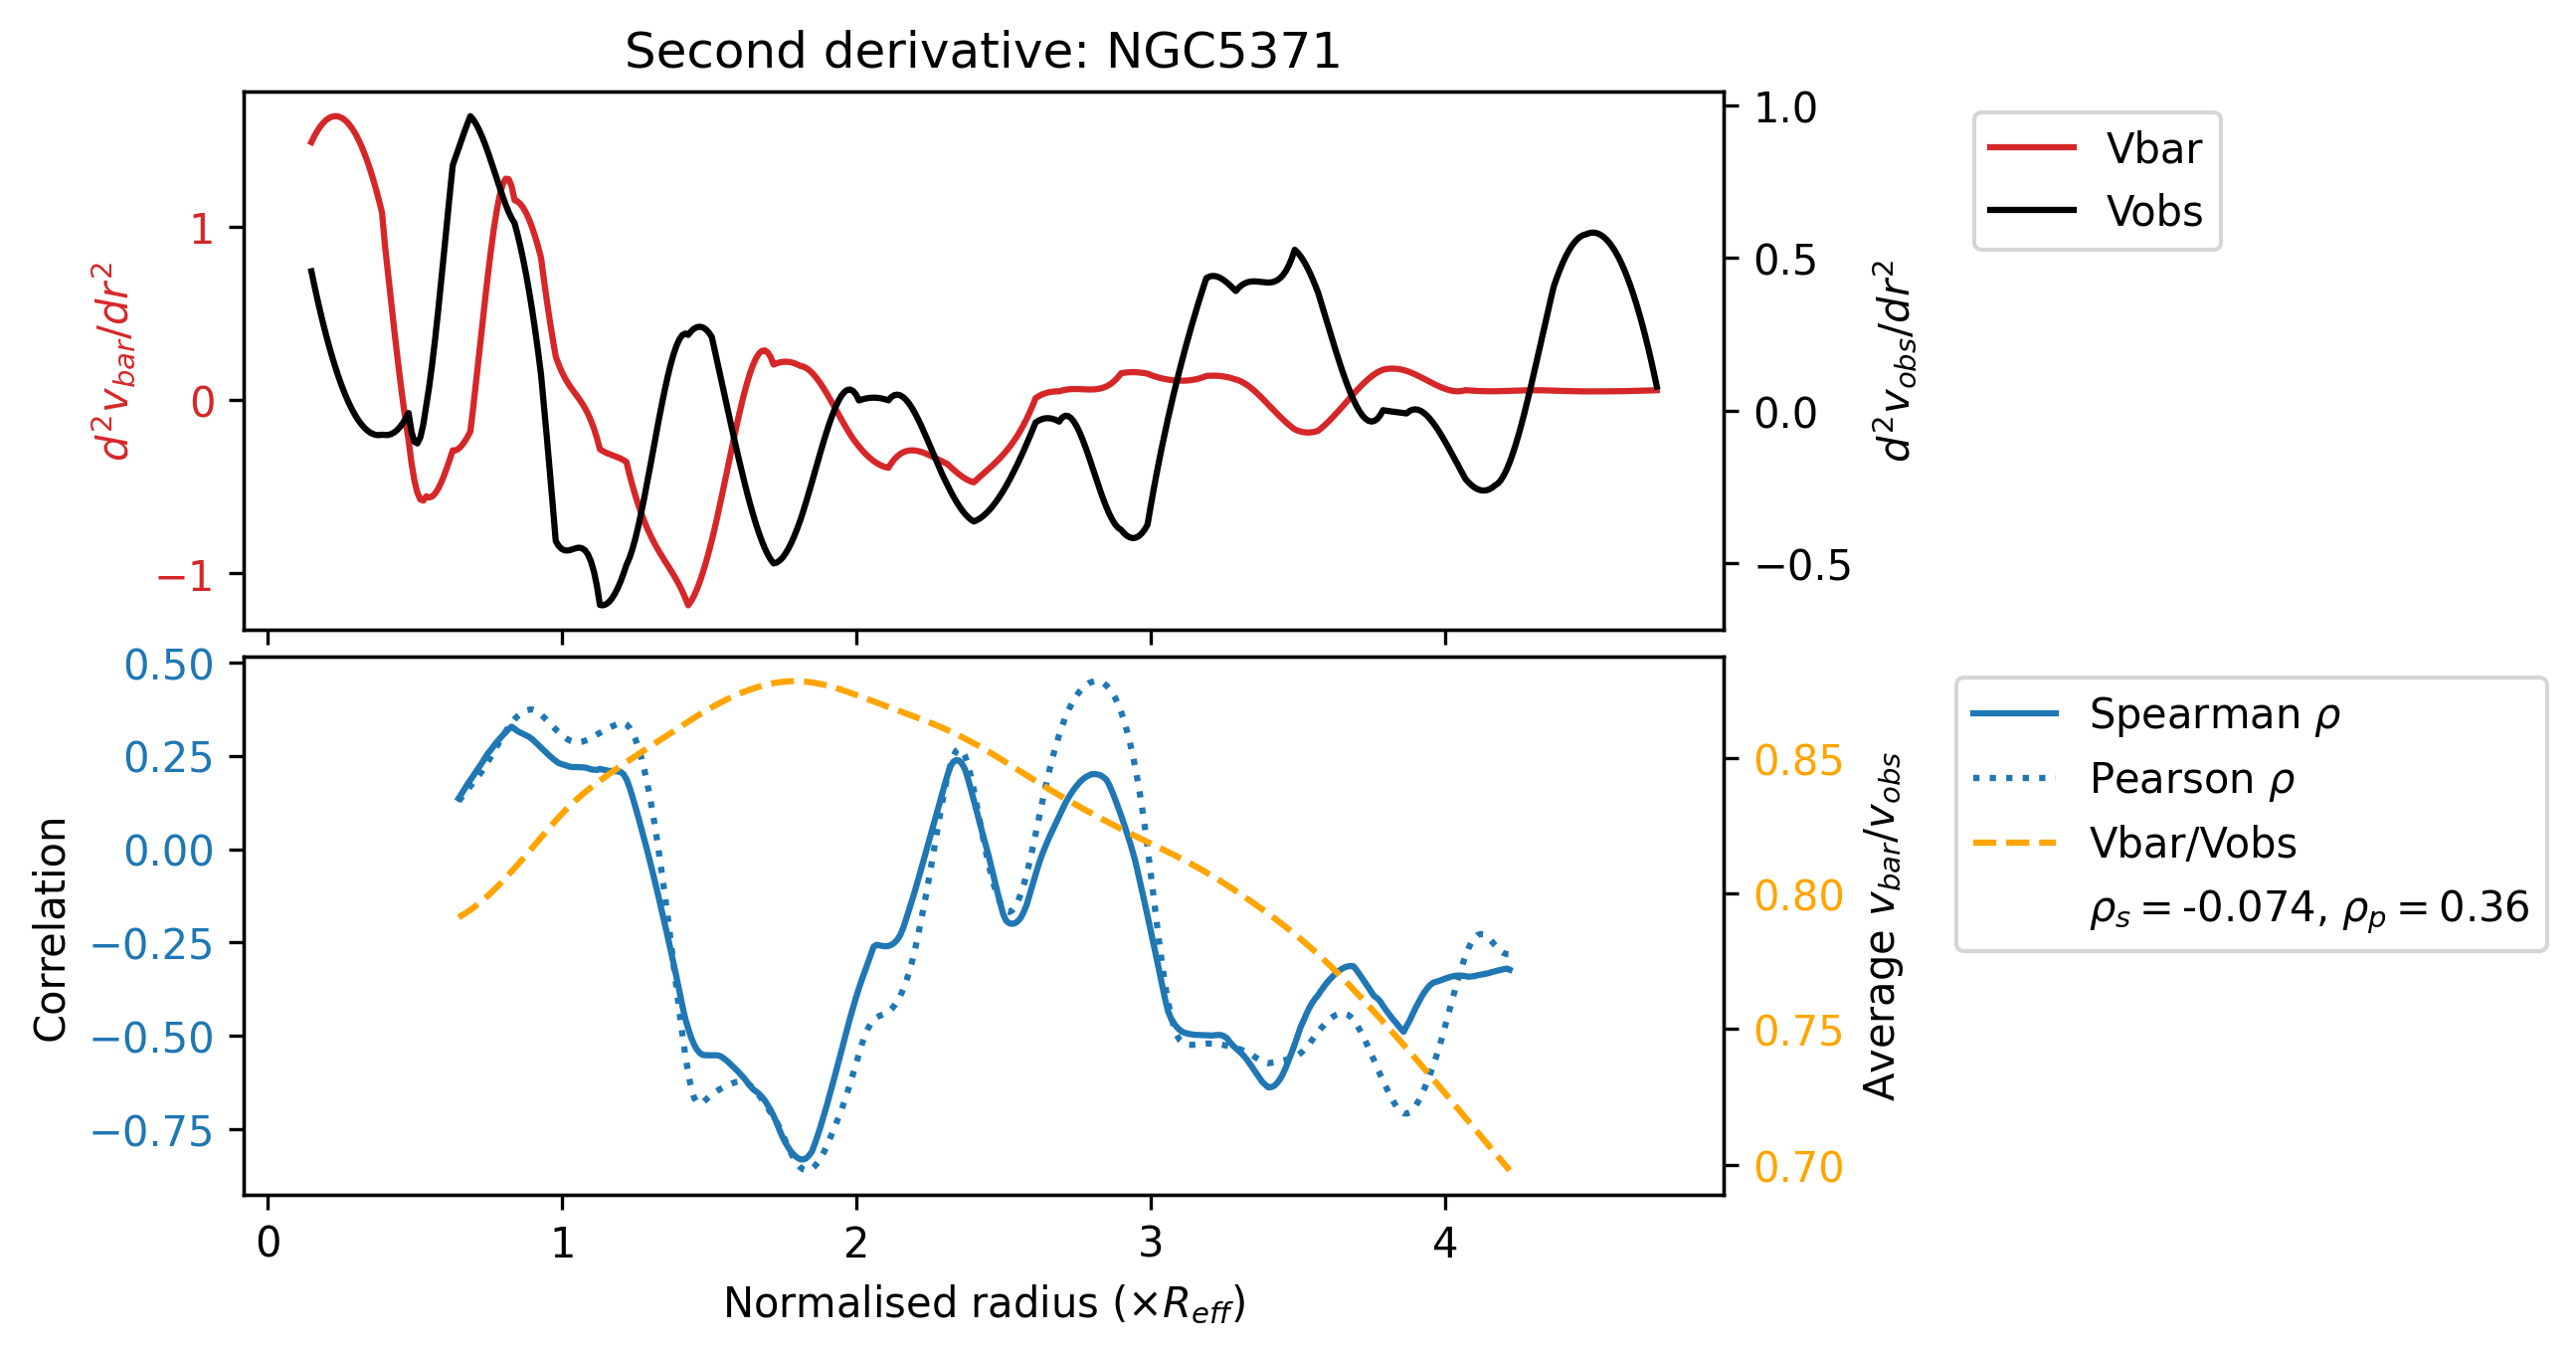 Second derivative: NGC5371
1
0
−1
d²v_bar/dr²
1.0
0.5
0.0
−0.5
d²v_obs/dr²
Vbar
Vobs
0.50
0.25
0.00
−0.25
−0.50
−0.75
Correlation
0.85
0.80
0.75
0.70
Average v_bar/v_obs
Spearman ρ
Pearson ρ
Vbar/Vobs
ρ_s = -0.074, ρ_p = 0.36
0 1 2 3 4
Normalised radius (×R_eff)